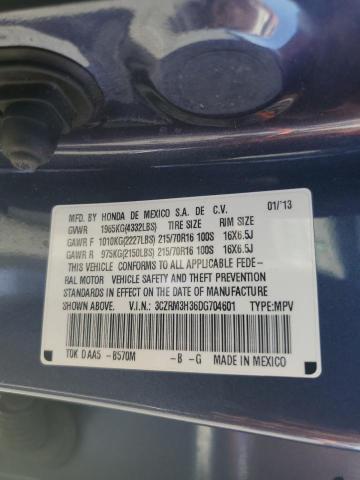 MFD. BY HONDA DE MEXICO S.A. DE C.V. 01/'13
GVWR 1965KG(4332LBS) TIRE SIZE RIM SIZE
GAWR F 1010KG(2227LBS) 215/70R16 100S 16X6.5J
GAWR R 975KG(2150LBS) 215/70R16 100S 16X6.5J
THIS VEHICLE CONFORMS TO ALL APPLICABLE FEDE-
RAL MOTOR VEHICLE SAFETY AND THEFT PREVENTION
STANDARDS IN EFFECT ON THE DATE OF MANUFACTURE
SHOWN ABOVE. V.I.N.: 3CZRM3H36DG704601 TYPE:MPV
T0K D AA5 - B570M - B - G MADE IN MEXICO